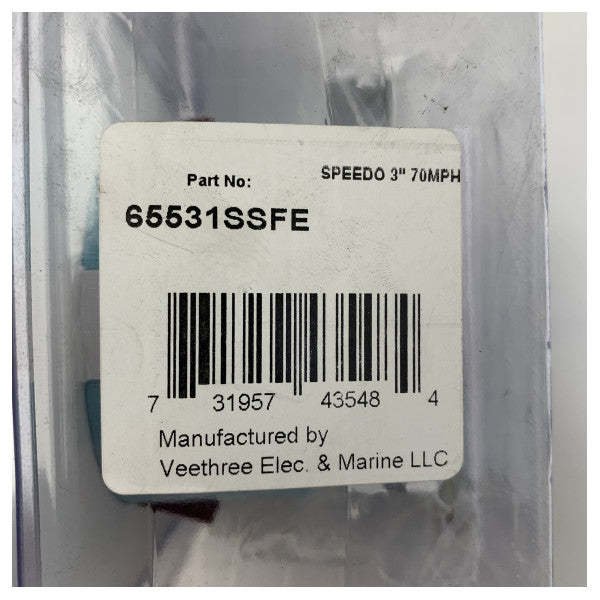 SPEEDO 3" 70MPH
Part No:
65531SSFE
7 31957 43548 4
Manufactured by
Veethree Elec. & Marine LLC